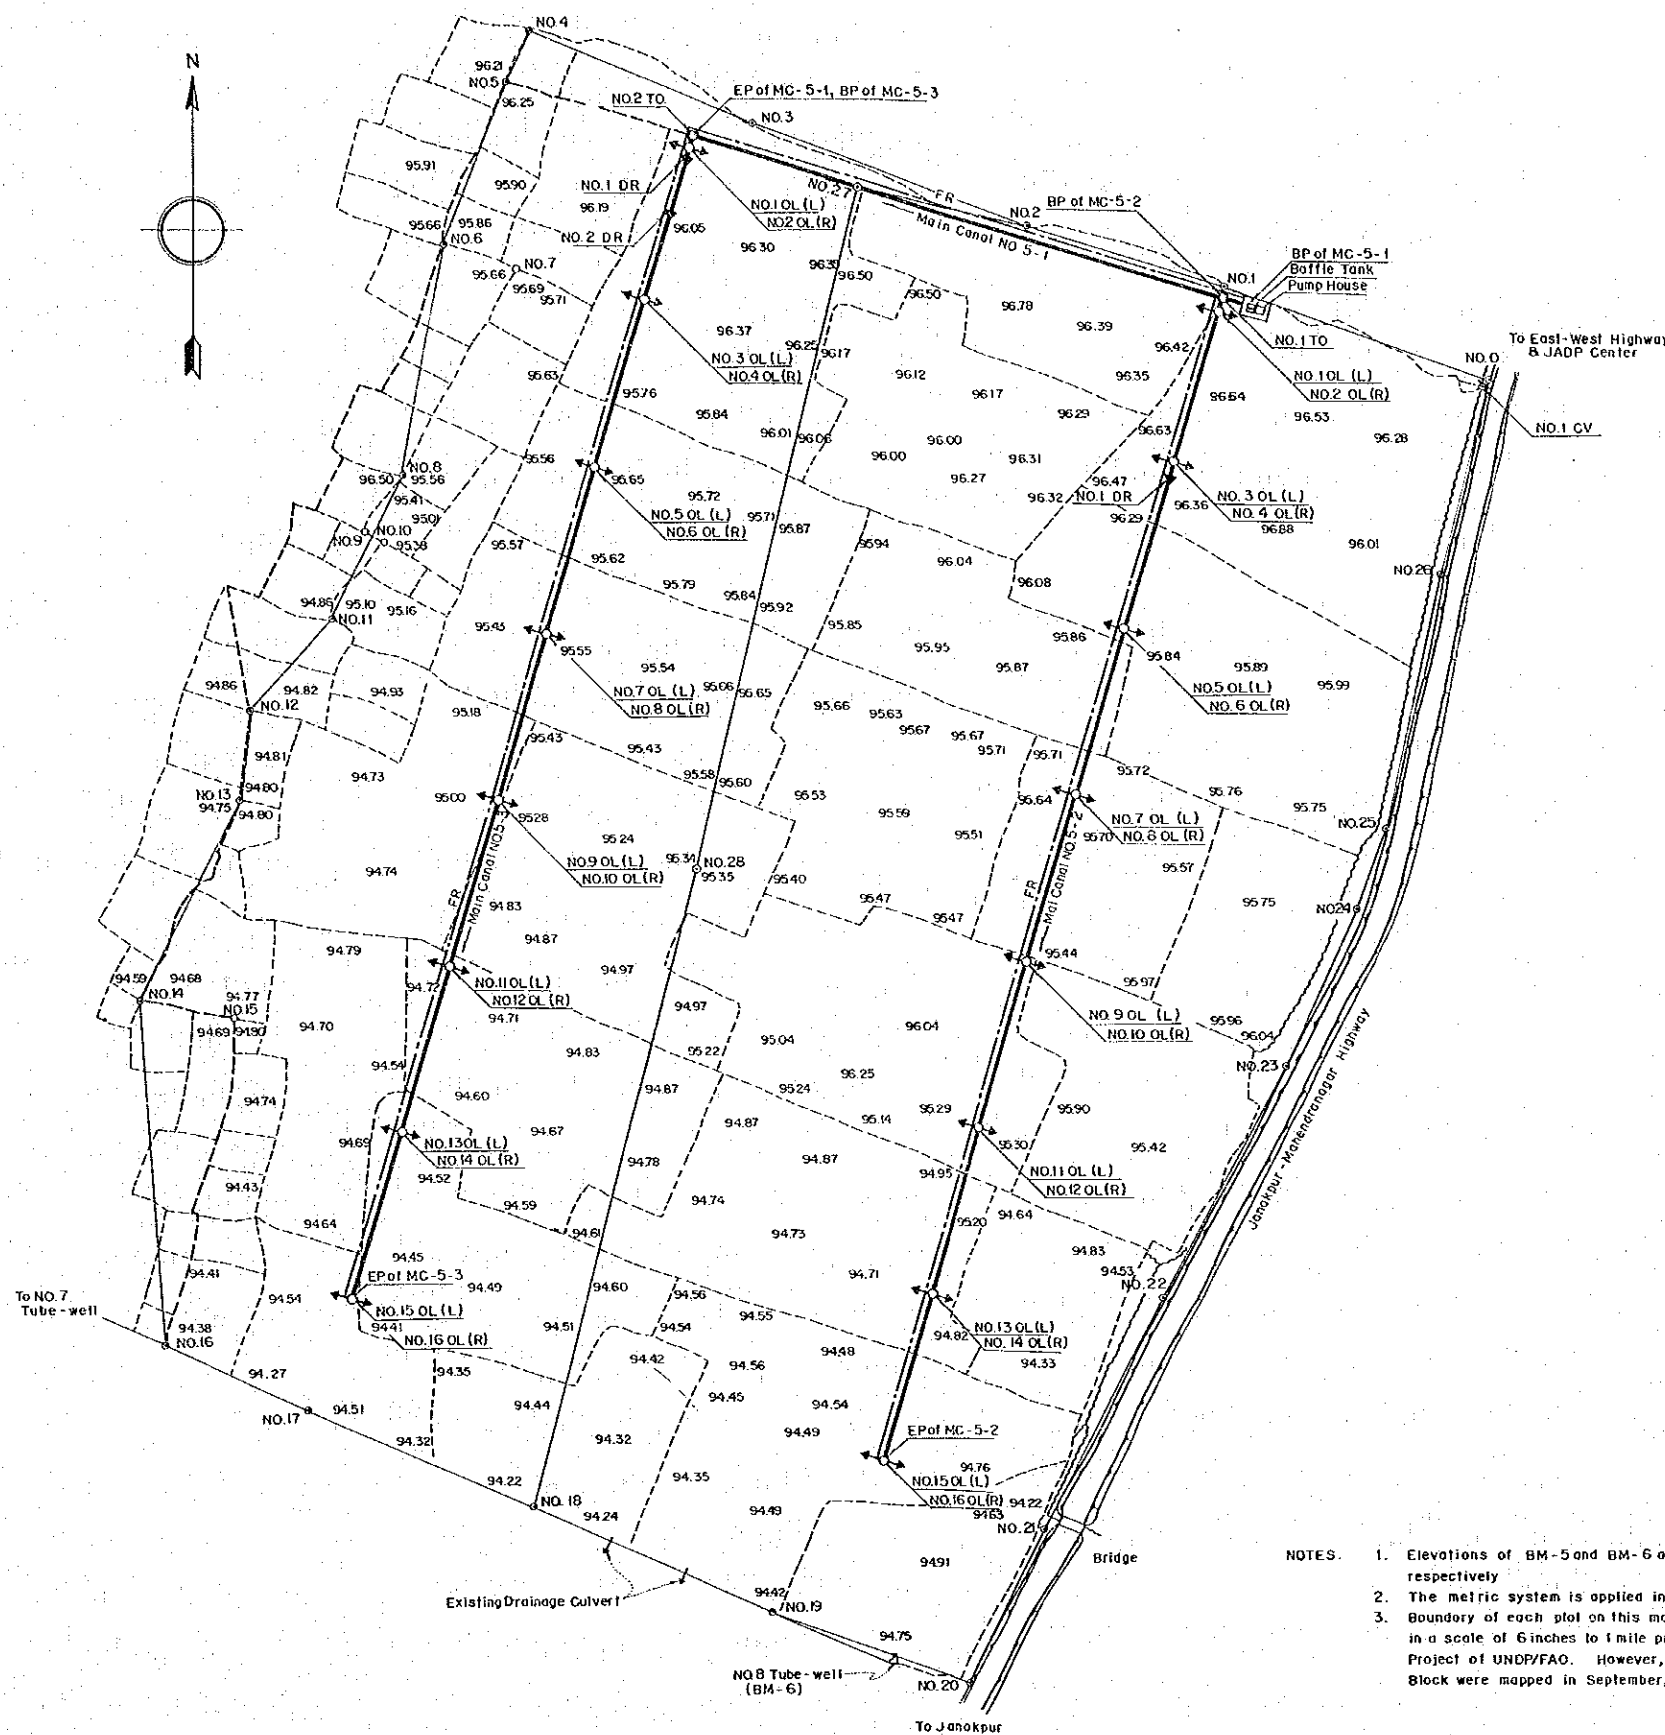 N
NO.4
96.21
NO.5
96.25
NO.2 TO
EP of MC-5-1, BP of MC-5-3
NO.3
95.91
95.90
NO.1 DR
96.19
NO.2 DR
96.05
NO.1 OL (L)
NO.2 OL (R)
NO.27
FR
Main Canal NO.5-1
NO.2
BP of MC-5-2
NO.1
BP of MC-5-1
Baffle Tank
Pump House
NO.1 TO
To East-West Highway
& JADP Center
NO.0
NO.1 CV
95.66
95.86
NO.6
95.66
NO.7
95.69
95.71
96.30
96.50
96.50
96.78
96.39
96.42
96.37
96.25
96.17
NO.3 OL (L)
NO.4 OL (R)
96.12
96.17
96.35
96.29
NO.1 OL (L)
NO.2 OL (R)
96.64
96.53
96.28
95.63
95.76
95.84
96.01
96.06
96.00
96.00
96.31
96.27
96.63
96.47
96.32
NO.1 DR
96.29
96.36
NO.3 OL (L)
NO.4 OL (R)
96.88
96.01
NO.8
96.50
95.56
95.41
95.01
NO.9
NO.10
95.38
95.56
95.65
95.72
95.71
95.87
NO.5 OL (L)
NO.6 OL (R)
95.94
96.04
96.08
NO.26
95.57
95.62
95.79
95.84
95.92
95.85
95.95
95.87
95.86
95.84
95.89
95.99
94.86
95.10
95.16
NO.11
95.45
95.55
95.54
95.65
NO.7 OL (L)
NO.8 OL (R)
NO.5 OL (L)
NO.6 OL (R)
94.86
94.82
94.93
NO.12
95.18
95.43
95.43
95.58
95.60
95.66
95.63
95.67
95.67
95.71
95.71
95.72
95.76
95.75
94.81
94.73
94.80
NO.13
94.75
94.80
95.00
95.28
95.24
95.53
95.59
95.51
95.64
95.70
NO.7 OL (L)
NO.8 OL (R)
NO.25
NO.9 OL (L)
NO.10 OL (R)
NO.28
95.35
95.40
95.47
95.47
95.57
95.75
NO.24
94.74
Main Canal NO.5-3
FR
94.83
94.87
94.97
FR
Mai Canal NO.5-2
95.44
95.97
94.79
94.72
NO.11 OL (L)
NO.12 OL (R)
94.71
94.97
96.04
NO.9 OL (L)
NO.10 OL (R)
95.96
96.04
NO.23
94.59
94.68
NO.14
94.77
NO.15
94.69
94.70
94.54
94.83
95.22
95.04
96.25
95.24
Janakpur-Mahendranagar Highway
94.74
94.60
94.87
94.87
95.14
95.29
95.30
95.90
95.42
94.69
NO.13 OL (L)
NO.14 OL (R)
94.67
94.78
94.87
94.95
NO.11 OL (L)
NO.12 OL (R)
94.43
94.52
94.59
94.74
94.73
95.20
94.64
94.64
94.61
94.83
94.53
NO.22
94.41
94.45
EP of MC-5-3
94.49
94.60
94.71
94.54
94.56
94.55
To NO.7
Tube-well
NO.15 OL (L)
NO.16 OL (R)
94.41
94.51
94.54
94.48
94.82
NO.13 OL (L)
NO.14 OL (R)
94.33
94.38
NO.16
94.27
94.35
94.42
94.56
94.45
NO.17
94.51
94.44
94.54
94.32
94.32
94.49
EP of MC-5-2
94.22
94.35
94.76
NO.15 OL (L)
NO.16 OL (R)
94.22
94.63
NO.18
94.24
94.49
NO.21
94.91
Bridge
Existing Drainage Culvert
94.42
NO.19
94.75
NO.8 Tube-well
(BM-6)
NO.20
To Janakpur
NOTES.
1. Elevations of BM-5 and BM-6 a
respectively
2. The metric system is applied in
3. Boundary of each plot on this ma
in a scale of 6 inches to 1 mile p
Project of UNDP/FAO. However,
Block were mapped in September,